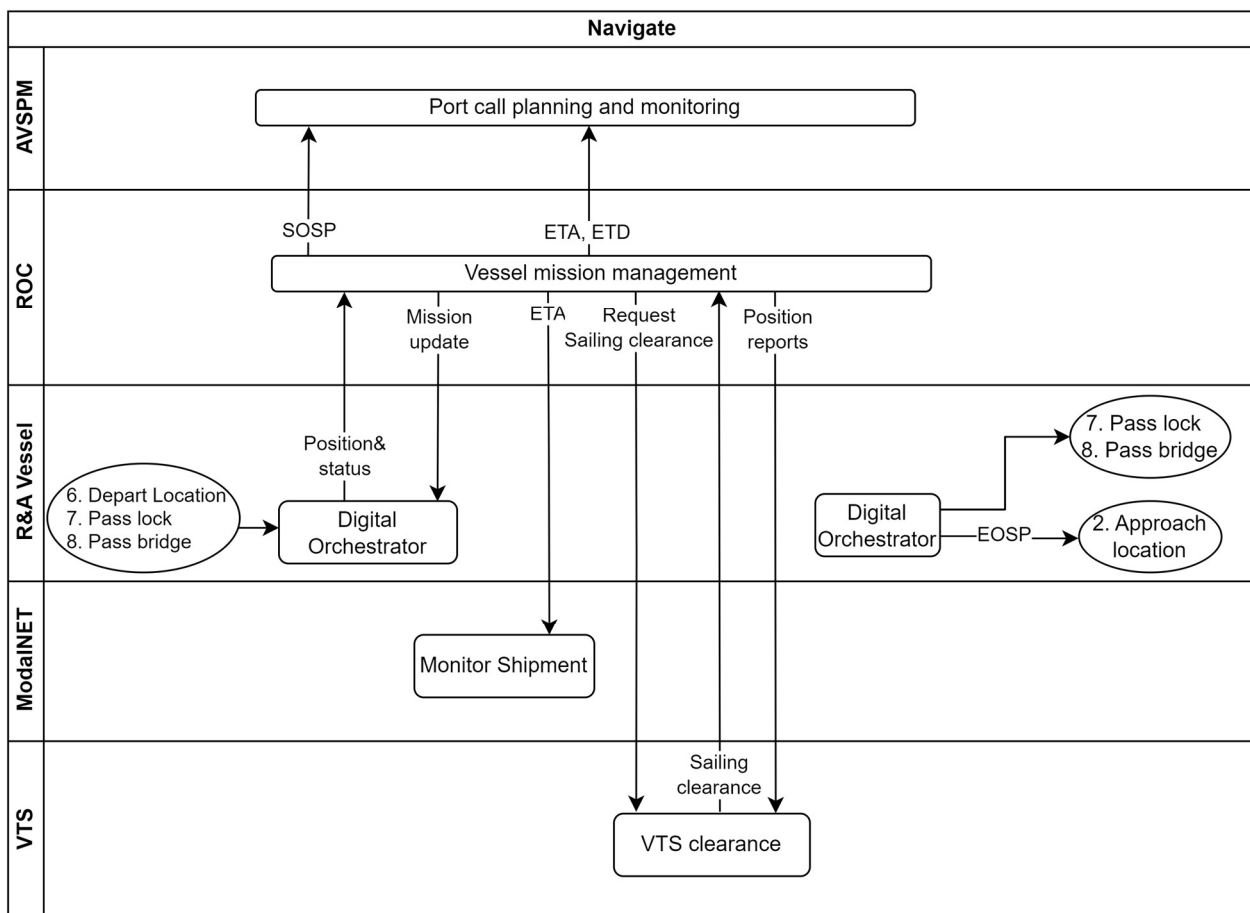 Navigate
AVSPM
Port call planning and monitoring
SOSP
ETA, ETD
ROC
Vessel mission management
Mission
update
ETA
Request
Sailing clearance
Position
reports
R&A Vessel
Position&
status
6. Depart Location
7. Pass lock
8. Pass bridge
Digital
Orchestrator
Digital
Orchestrator
EOSP
7. Pass lock
8. Pass bridge
2. Approach
location
ModalNET
Monitor Shipment
VTS
Sailing
clearance
VTS clearance